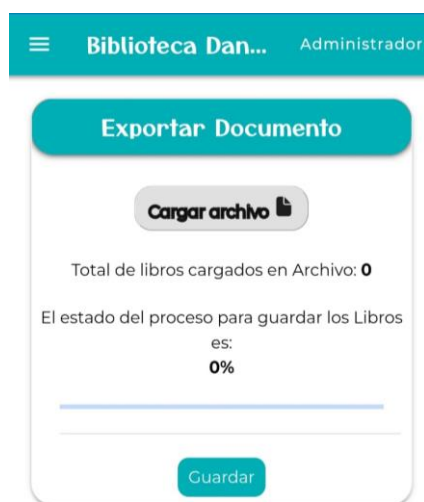 Biblioteca Dan... Administrador
Exportar Documento
Cargar archivo
Total de libros cargados en Archivo: 0
El estado del proceso para guardar los Libros
es:
0%
Guardar